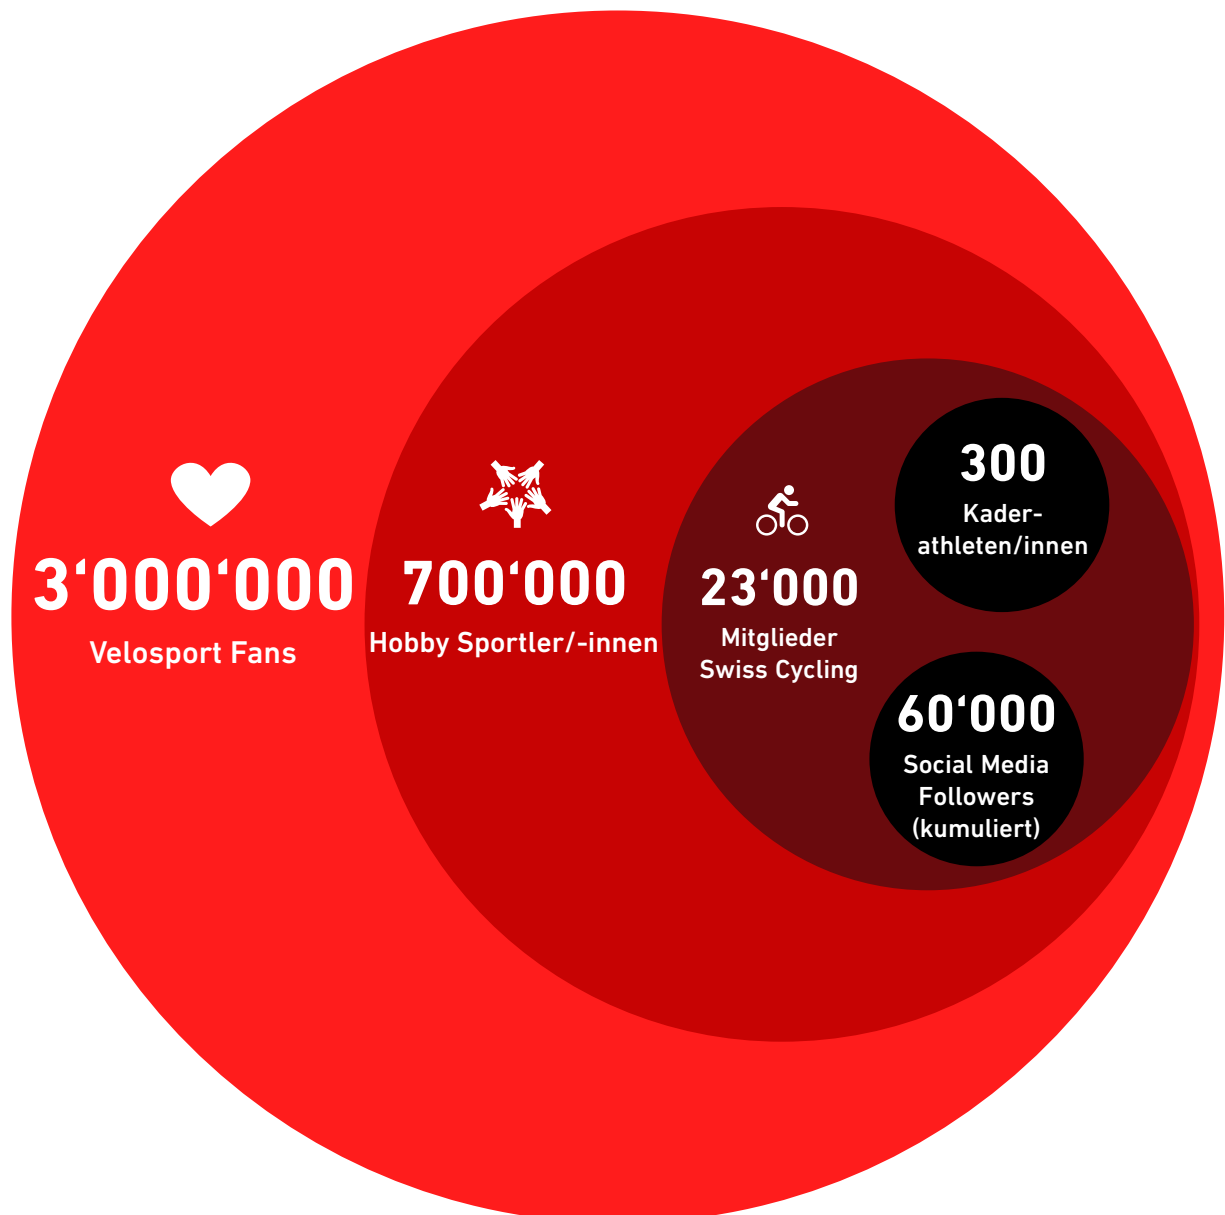 3‘000‘000
Velosport Fans
700‘000
Hobby Sportler/-innen
23‘000
Mitglieder
Swiss Cycling
300
Kader-
athleten/innen
60‘000
Social Media
Followers
(kumuliert)